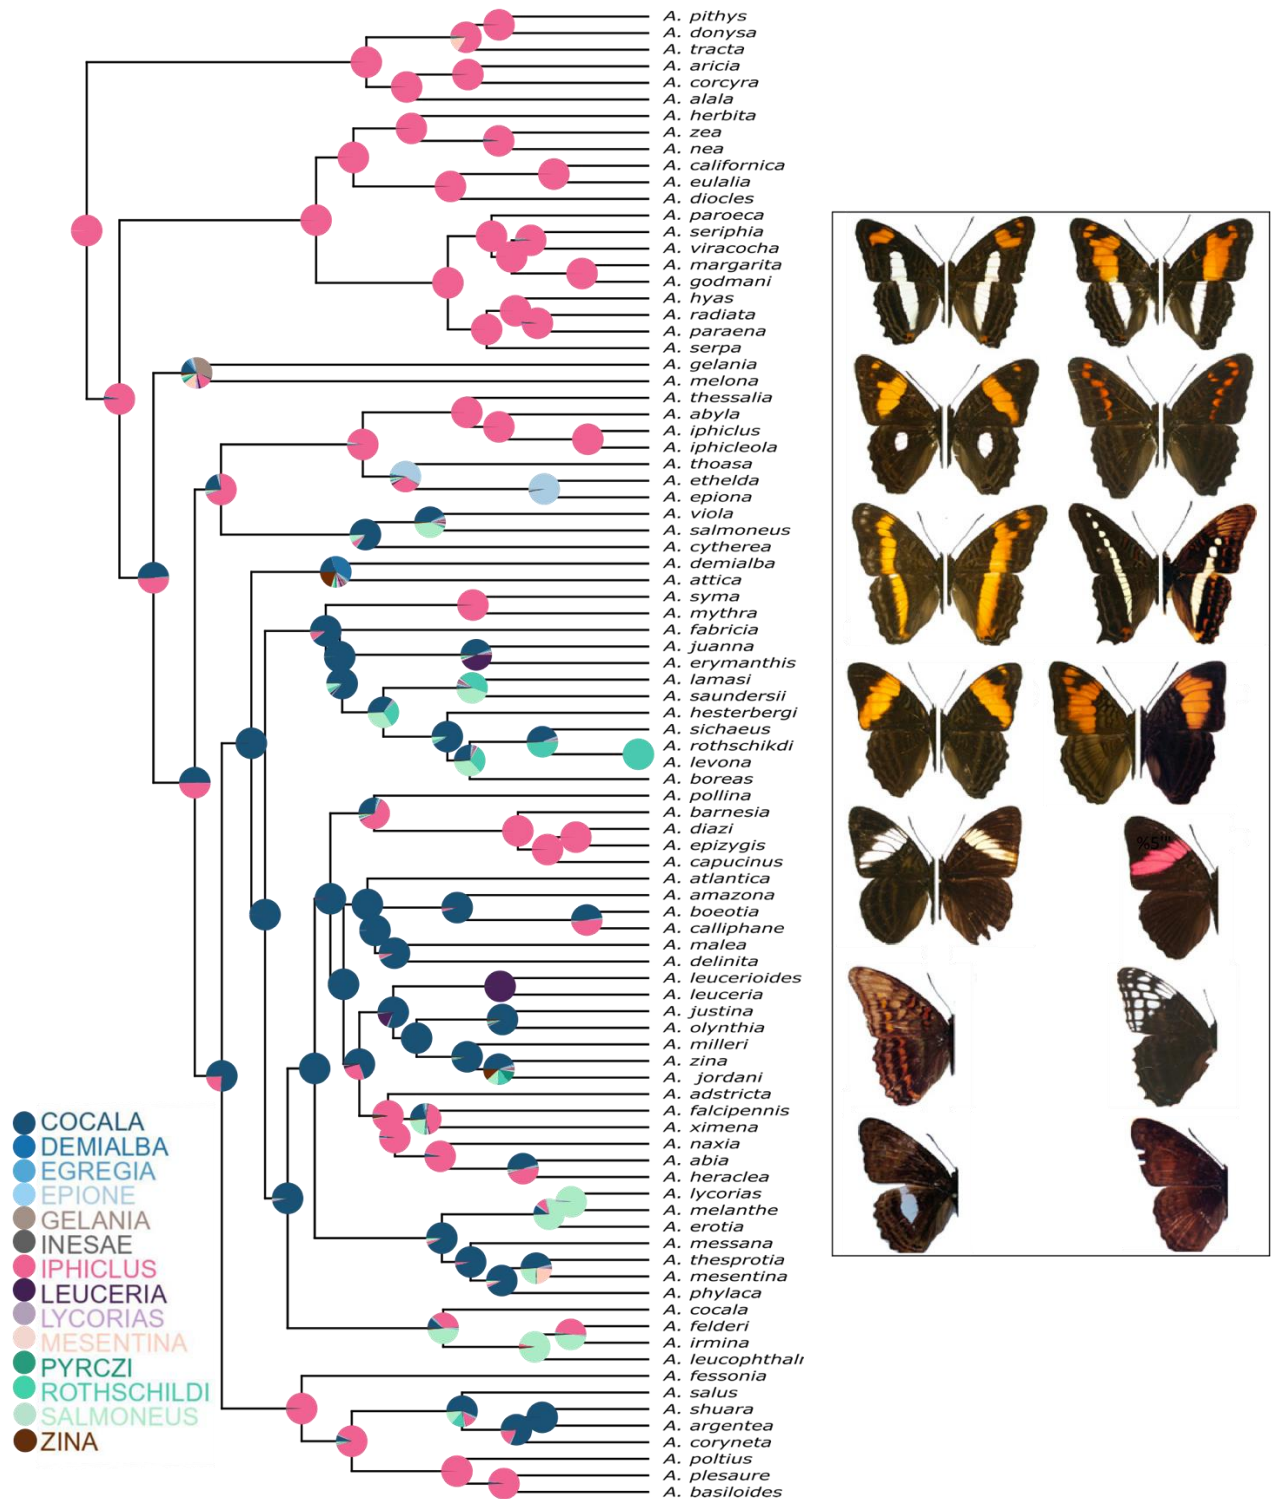 A. pithys
A. donysa
A. tracta
A. aricia
A. corcyra
A. alala
A. herbita
A. zea
A. nea
A. californica
A. eulalia
A. diocles
A. paroeca
A. seriphia
A. viracocha
A. margarita
A. godmani
A. hyas
A. radiata
A. paraena
A. serpa
A. gelania
A. melona
A. thessalia
A. abyla
A. iphiclus
A. iphicleola
A. thoasa
A. ethelda
A. epiona
A. viola
A. salmoneus
A. cytherea
A. demialba
A. attica
A. syma
A. mythra
A. fabricia
A. juanna
A. erymanthis
A. lamasi
A. saundersii
A. hesterbergi
A. sichaeus
A. rothschikdi
A. levona
A. boreas
A. pollina
A. barnesia
A. diazi
A. epizygis
A. capucinus
A. atlantica
A. amazona
A. boeotia
A. calliphane
A. malea
A. delinita
A. leucerioides
A. leuceria
A. justina
A. olynthia
A. milleri
A. zina
A. jordani
A. adstricta
A. falcipennis
A. ximena
A. naxia
A. abia
A. heraclea
A. lycorias
A. melanthe
A. erotia
A. messana
A. thesprotia
A. mesentina
A. phylaca
A. cocala
A. felderi
A. irmina
A. leucophthalr
A. fessonia
A. salus
A. shuara
A. argentea
A. coryneta
A. poltius
A. plesaure
A. basiloides
COCALA
DEMIALBA
EGREGIA
EPIONE
GELANIA
INESAE
IPHICLUS
LEUCERIA
LYCORIAS
MESENTINA
PYRCZI
ROTHSCHILDI
SALMONEUS
ZINA